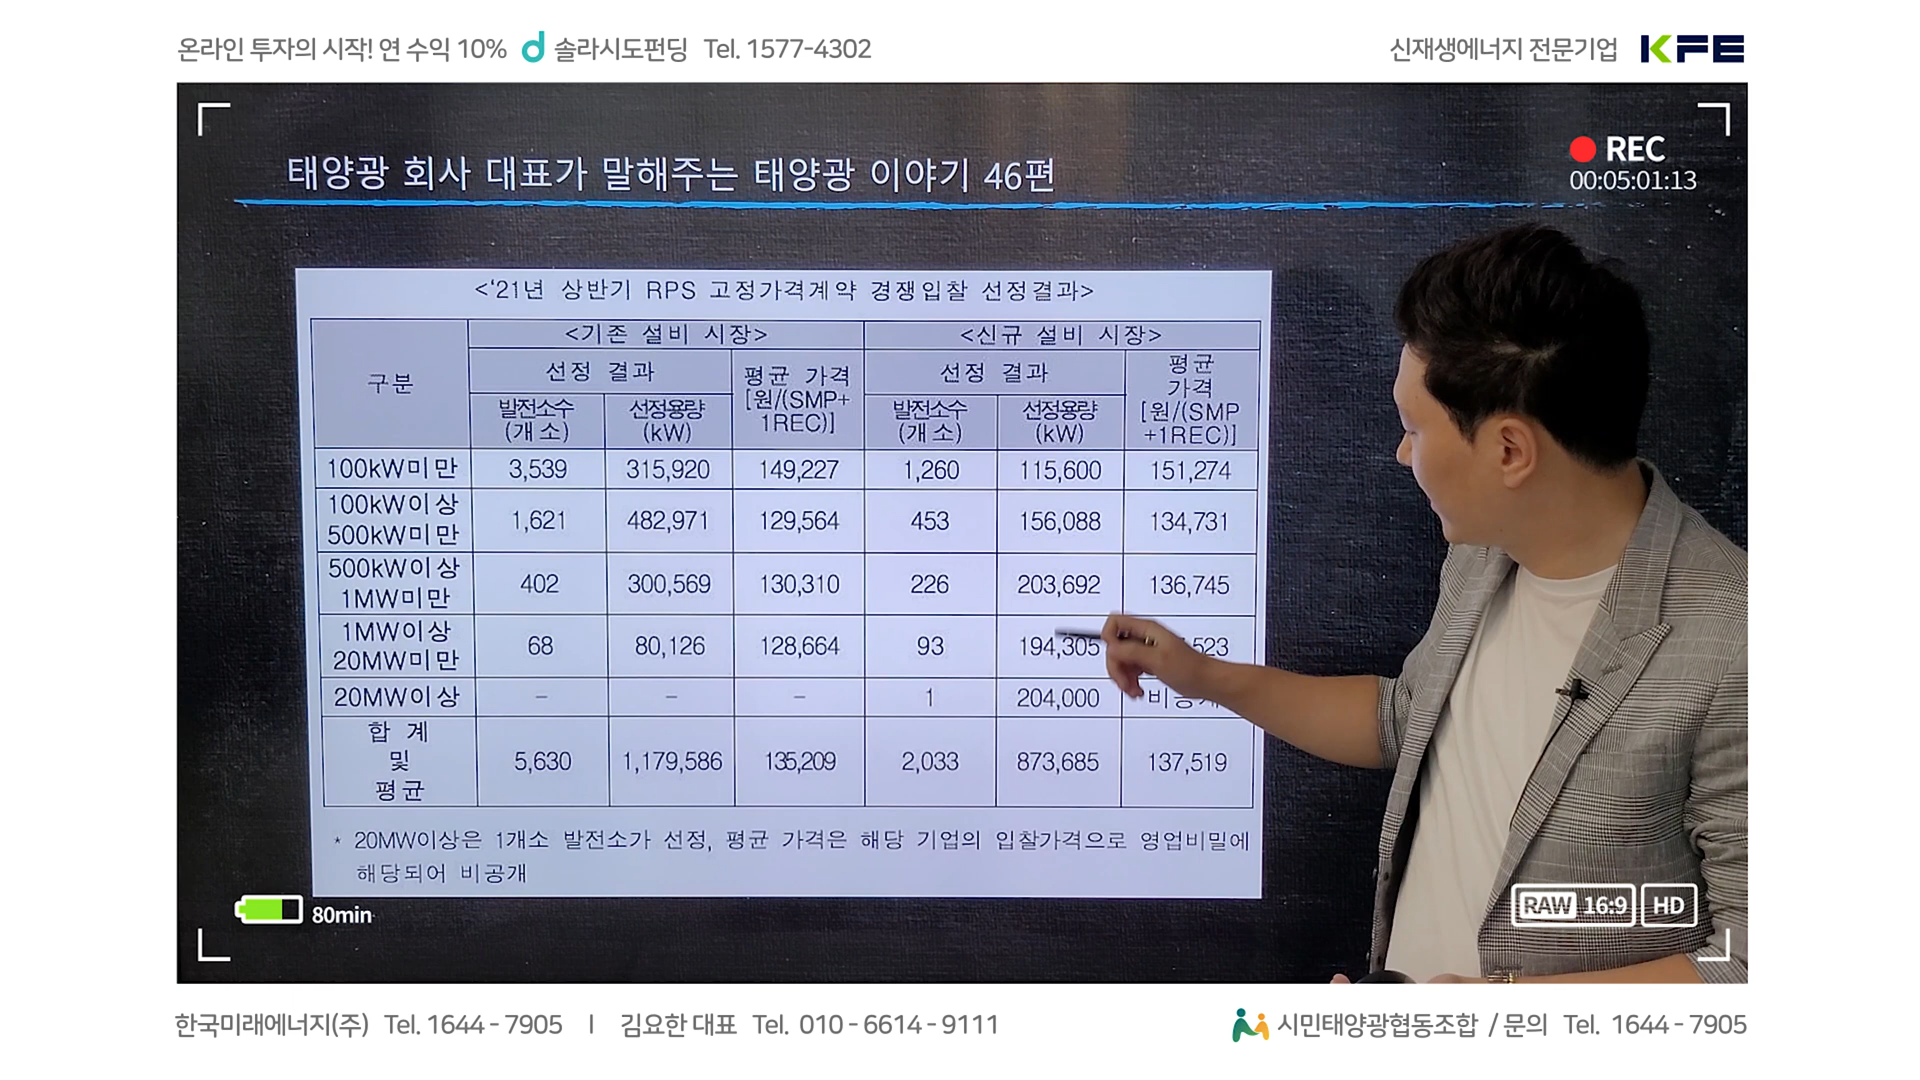 온라인 투자의 시작! 연 수익 10% d 솔라시도펀딩 Tel. 1577-4302
신재생에너지 전문기업 KFE
태양광 회사 대표가 말해주는 태양광 이야기 46편
REC
00:05:01:13
<'21년 상반기 RPS 고정가격계약 경쟁입찰 선정결과>
구분 <기존 설비 시장> <신규 설비 시장>
선정 결과 평균 가격 [원/(SMP+ 1REC)] 선정 결과 평균 가격 [원/(SMP +1REC)]
발전소수 (개소) 선정용량 (kW) 발전소수 (개소) 선정용량 (kW)
100kW미만 3,539 315,920 149,227 1,260 115,600 151,274
100kW이상 500kW미만 1,621 482,971 129,564 453 156,088 134,731
500kW이상 1MW미만 402 300,569 130,310 226 203,692 136,745
1MW이상 20MW미만 68 80,126 128,664 93 194,305
20MW이상 – – – 1 204,000
합 계 및 평균 5,630 1,179,586 135,209 2,033 873,685 137,519
* 20MW이상은 1개소 발전소가 선정, 평균 가격은 해당 기업의 입찰가격으로 영업비밀에
해당되어 비공개
80min
RAW 16:9 HD
한국미래에너지(주) Tel. 1644 - 7905 | 김요한 대표 Tel. 010 - 6614 - 9111
시민태양광협동조합 / 문의 Tel. 1644 - 7905